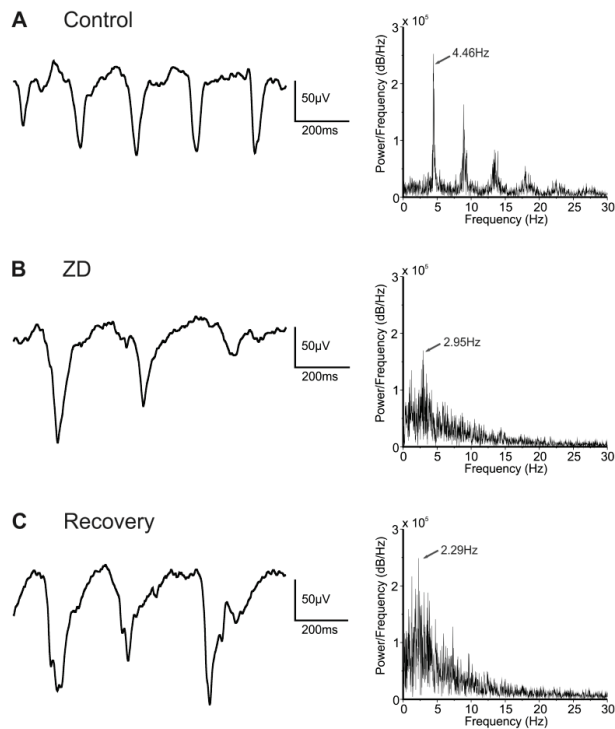 A Control
50µV
200ms
3 x 10⁵
2
1
0
Power/Frequency (dB/Hz)
4.46Hz
0 5 10 15 20 25 30
Frequency (Hz)
B ZD
50µV
200ms
3 x 10⁵
2
1
0
Power/Frequency (dB/Hz)
2.95Hz
0 5 10 15 20 25 30
Frequency (Hz)
C Recovery
50µV
200ms
3 x 10⁵
2
1
0
Power/Frequency (dB/Hz)
2.29Hz
0 5 10 15 20 25 30
Frequency (Hz)